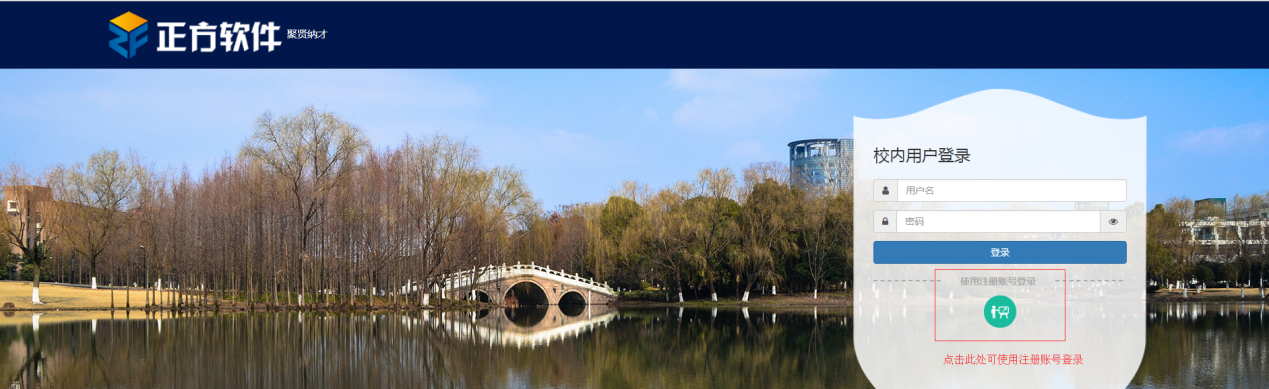 正方软件 聚贤纳才
校内用户登录
用户名
密码
登录
使用注册账号登录
点击此处可使用注册账号登录